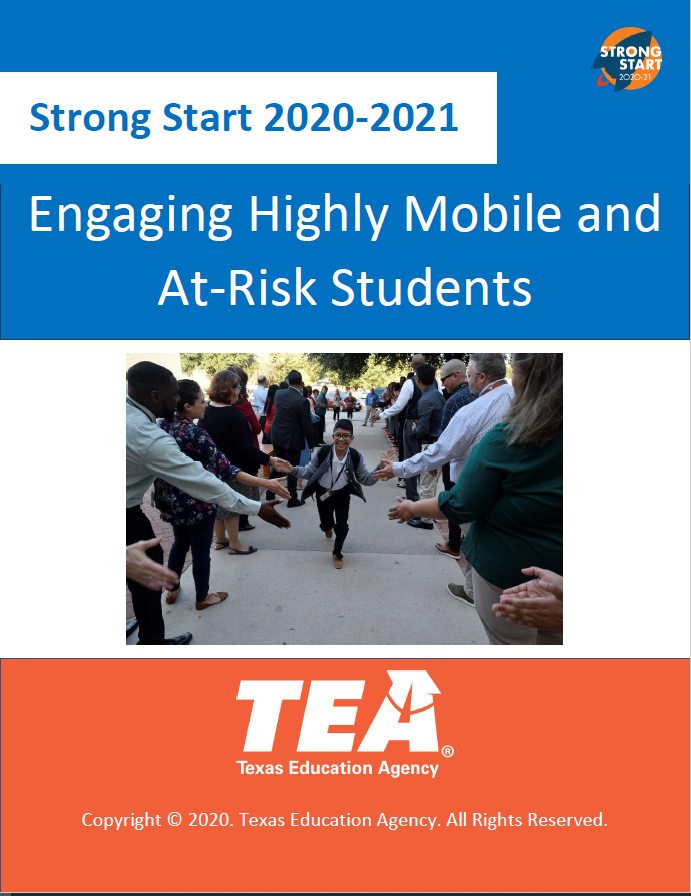 STRONG
START
2020-21
Strong Start 2020-2021
Engaging Highly Mobile and
At-Risk Students
TEA®
Texas Education Agency
Copyright © 2020. Texas Education Agency. All Rights Reserved.